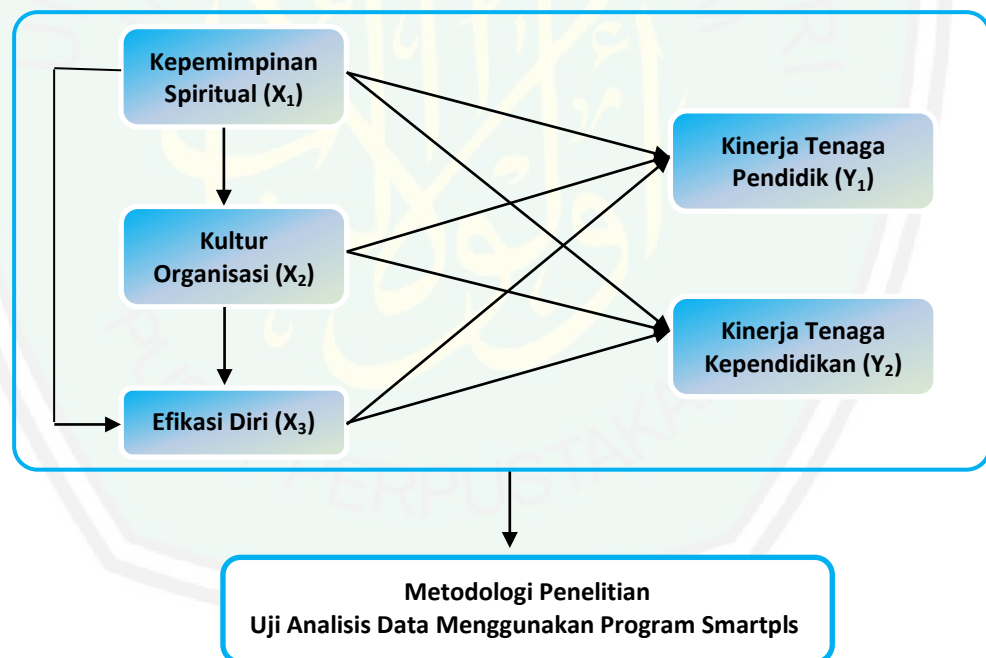 Kepemimpinan
Spiritual (X₁)
Kinerja Tenaga
Pendidik (Y₁)
Kultur
Organisasi (X₂)
Kinerja Tenaga
Kependidikan (Y₂)
Efikasi Diri (X₃)
PERPUSTAKAAN
Metodologi Penelitian
Uji Analisis Data Menggunakan Program Smartpls